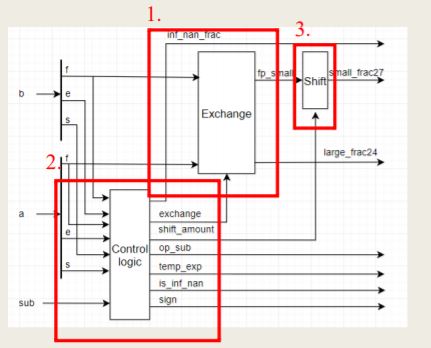 1.
3.
inf_nan_frac
f
fp_small
Shift
small_frac27
b
e
Exchange
s
2.
f
large_frac24
a
exchange
e
shift_amount
Control
logic
op_sub
s
temp_exp
is_inf_nan
sub
sign